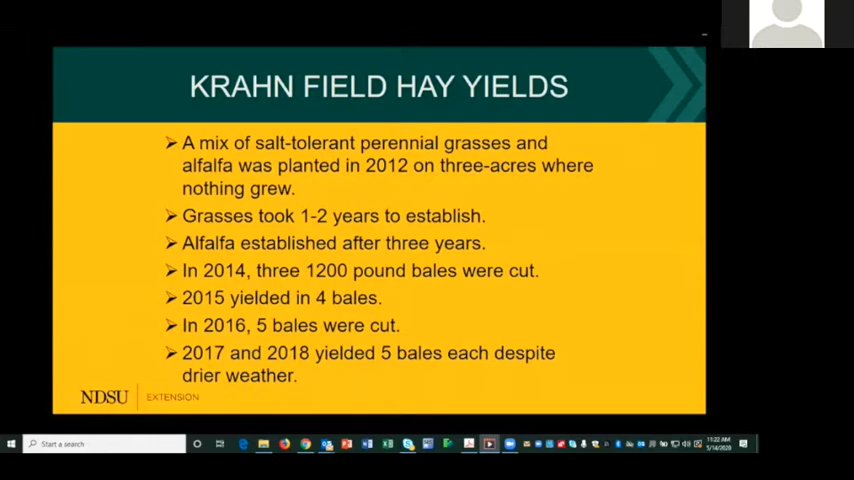 KRAHN FIELD HAY YIELDS
➢ A mix of salt-tolerant perennial grasses and
alfalfa was planted in 2012 on three-acres where
nothing grew.
➢ Grasses took 1-2 years to establish.
➢ Alfalfa established after three years.
➢ In 2014, three 1200 pound bales were cut.
➢ 2015 yielded in 4 bales.
➢ In 2016, 5 bales were cut.
➢ 2017 and 2018 yielded 5 bales each despite
drier weather.
NDSU EXTENSION
Start a search
11:22 AM
5/14/2020